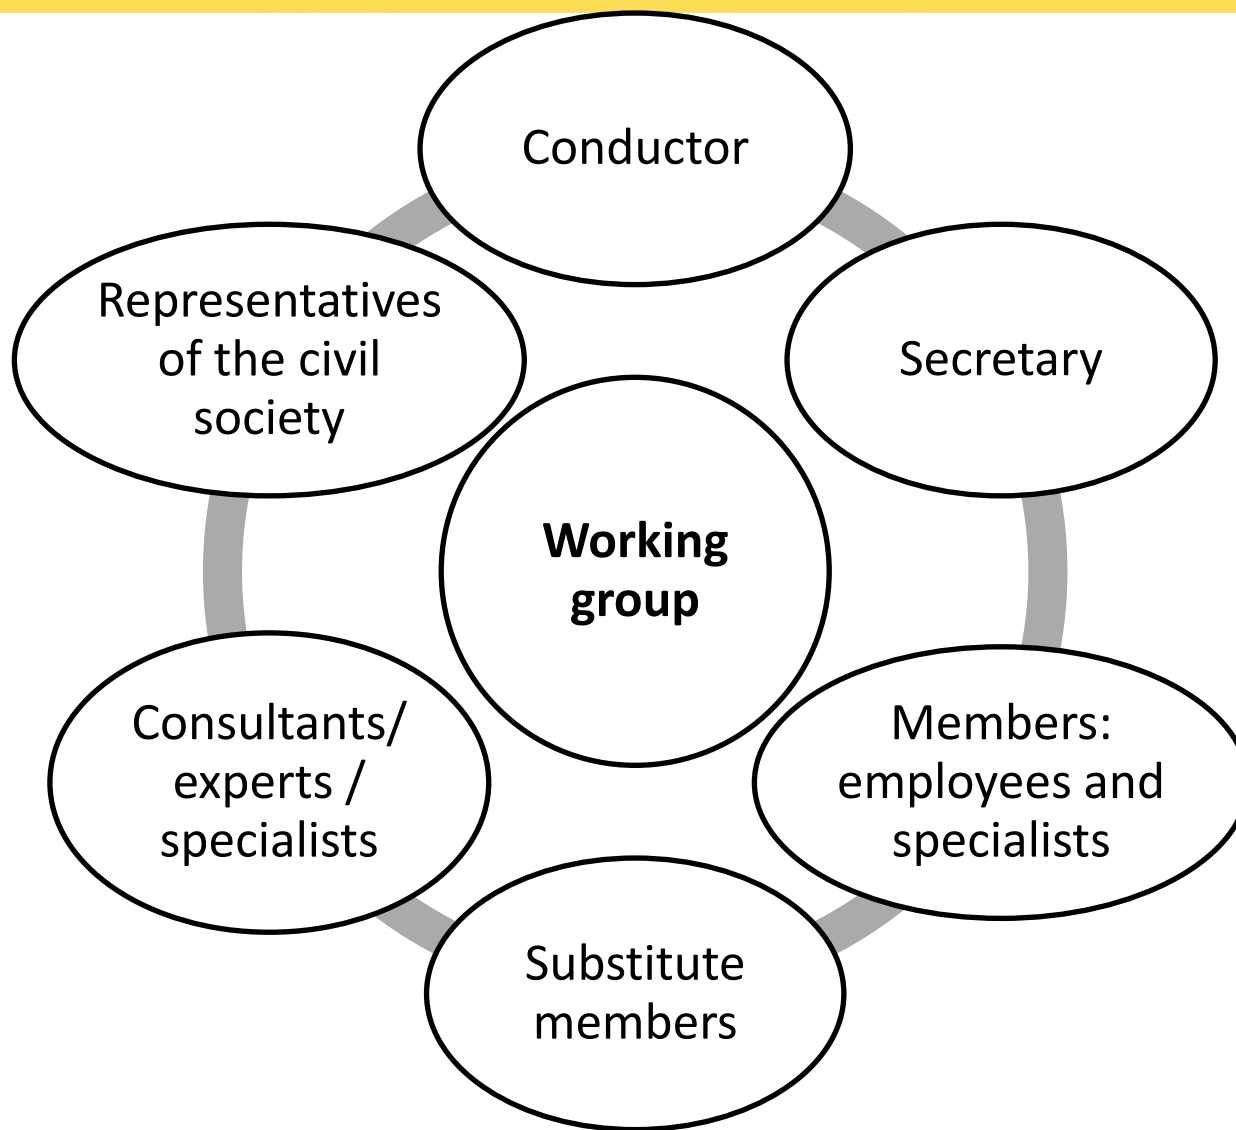 Conductor
Secretary
Members:
employees and
specialists
Substitute
members
Consultants/
experts /
specialists
Representatives
of the civil
society
Working
group